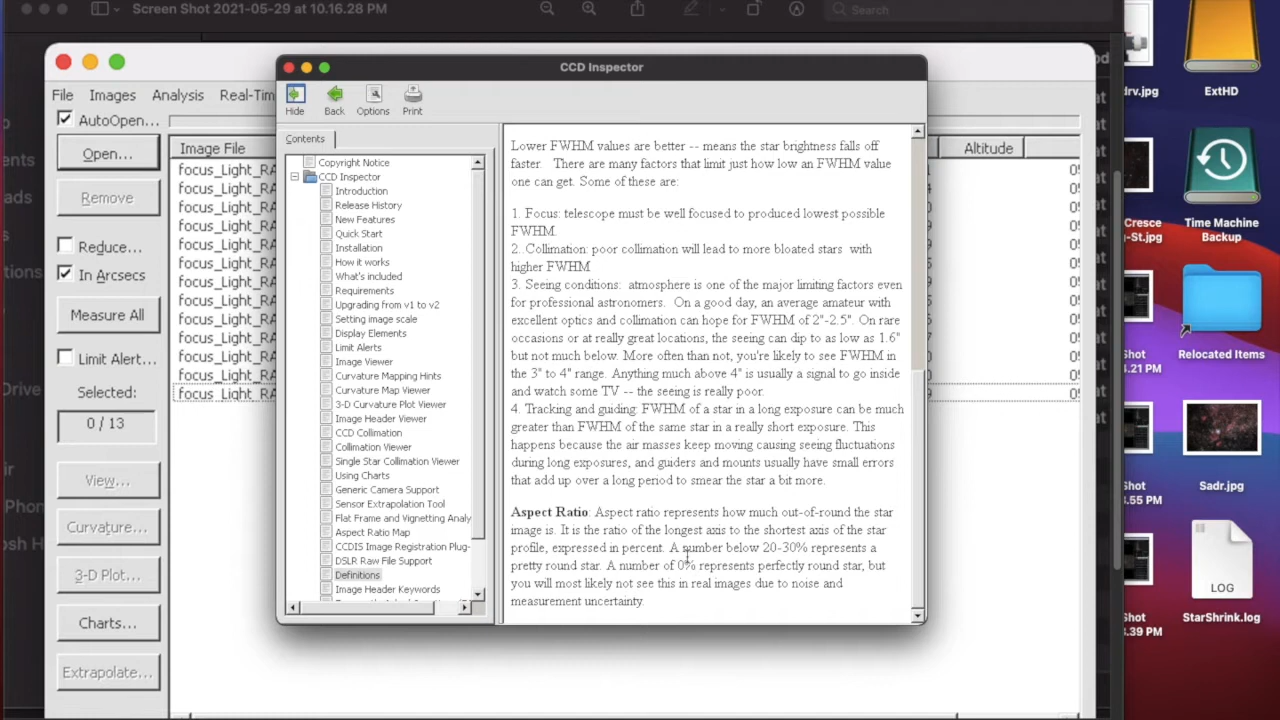 Screen Shot 2021-05-29 at 10.16.28 PM
Search
File Images Analysis Real-Tim
AutoOpen...
Open...
Remove
Reduce...
In Arcsecs
Measure All
Limit Alert...
Selected:
0 / 13
View...
Curvature...
3-D Plot...
Charts...
Extrapolate...
Image File
Altitude
focus_Light_RA
focus_Light_RA
focus_Light_RA
focus_Light_RA
focus_Light_RA
focus_Light_RA
focus_Light_RA
focus_Light_RA
focus_Light_RA
focus_Light_RA
focus_Light_RA
focus_Light_RA
focus_Light_RA
CCD Inspector
Hide Back Options Print
Contents
Copyright Notice
CCD Inspector
Introduction
Release History
New Features
Quick Start
Installation
How it works
What's included
Requirements
Upgrading from v1 to v2
Setting image scale
Display Elements
Limit Alerts
Image Viewer
Curvature Mapping Hints
Curvature Map Viewer
3-D Curvature Plot Viewer
Image Header Viewer
CCD Collimation
Collimation Viewer
Single Star Collimation Viewer
Using Charts
Generic Camera Support
Sensor Extrapolation Tool
Flat Frame and Vignetting Analy
Aspect Ratio Map
CCDIS Image Registration Plug-
DSLR Raw File Support
Definitions
Image Header Keywords
Lower FWHM values are better -- means the star brightness falls off
faster. There are many factors that limit just how low an FWHM value
one can get. Some of these are:
1. Focus: telescope must be well focused to produced lowest possible
FWHM.
2. Collimation: poor collimation will lead to more bloated stars with
higher FWHM
3. Seeing conditions: atmosphere is one of the major limiting factors even
for professional astronomers. On a good day, an average amateur with
excellent optics and collimation can hope for FWHM of 2"-2.5". On rare
occasions or at really great locations, the seeing can dip to as low as 1.6"
but not much below. More often than not, you're likely to see FWHM in
the 3" to 4" range. Anything much above 4" is usually a signal to go inside
and watch some TV -- the seeing is really poor.
4. Tracking and guiding: FWHM of a star in a long exposure can be much
greater than FWHM of the same star in a really short exposure. This
happens because the air masses keep moving causing seeing fluctuations
during long exposures, and guiders and mounts usually have small errors
that add up over a long period to smear the star a bit more.
Aspect Ratio: Aspect ratio represents how much out-of-round the star
image is. It is the ratio of the longest axis to the shortest axis of the star
profile, expressed in percent. A number below 20-30% represents a
pretty round star. A number of 0% represents perfectly round star, but
you will most likely not see this in real images due to noise and
measurement uncertainty.
drv.jpg
ExtHD
Cresce
g-St.jpg
Time Machine
Backup
Shot
4.21 PM
Relocated Items
Shot
3.55 PM
Sadr.jpg
LOG
Shot
3.39 PM
StarShrink.log